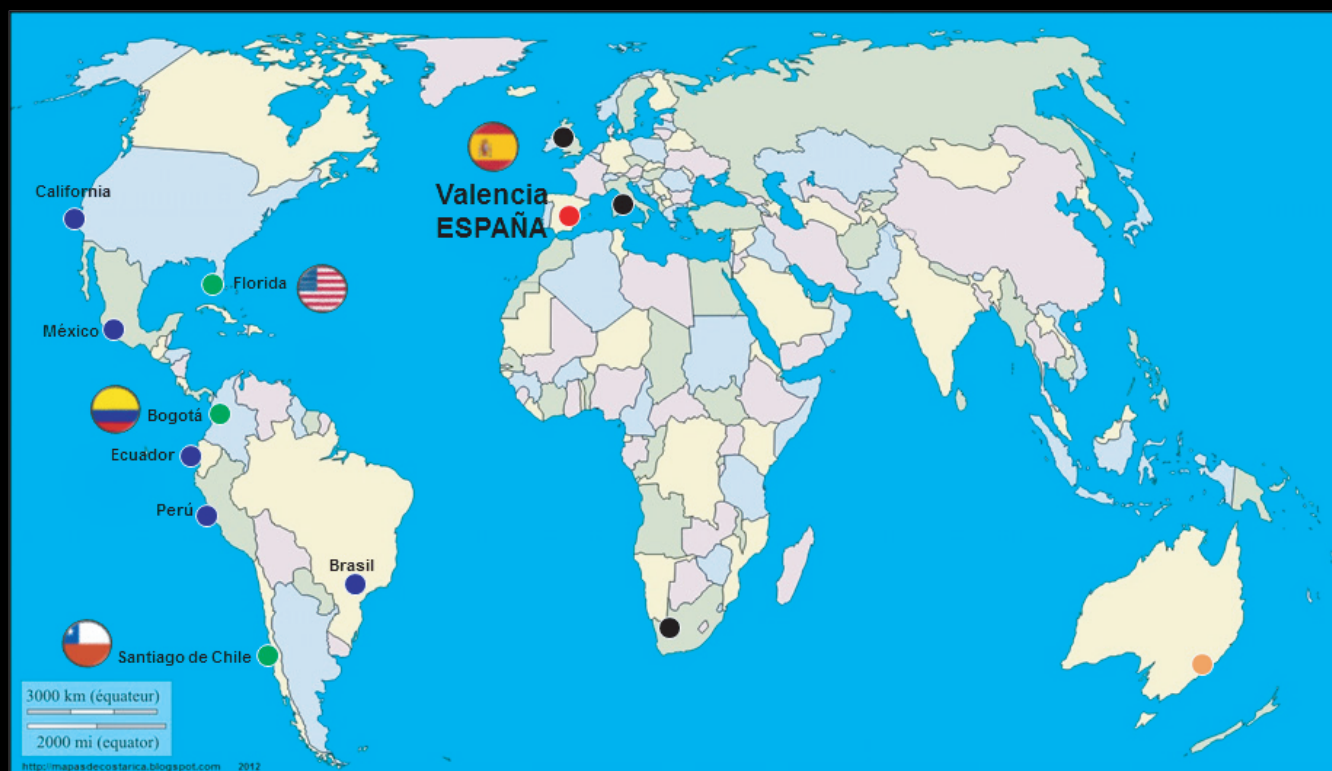 California
Valencia
ESPAÑA
Florida
México
Bogotá
Ecuador
Perú
Brasil
Santiago de Chile
3000 km (équateur)
2000 mi (equator)
http://mapasdecostarica.blogspot.com 2012